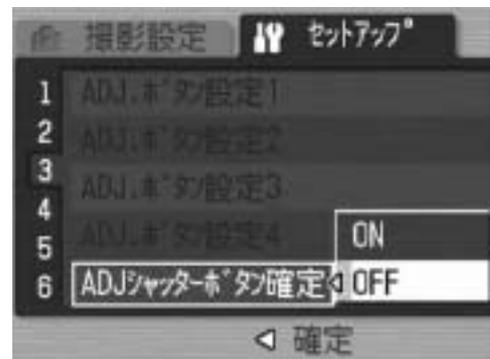 撮影設定 セットアップ
1 ADJ.ボタン設定1
2 ADJ.ボタン設定2
3 ADJ.ボタン設定3
4 ADJ.ボタン設定4 ON
5
6 ADJシャッターボタン確定 OFF
確定